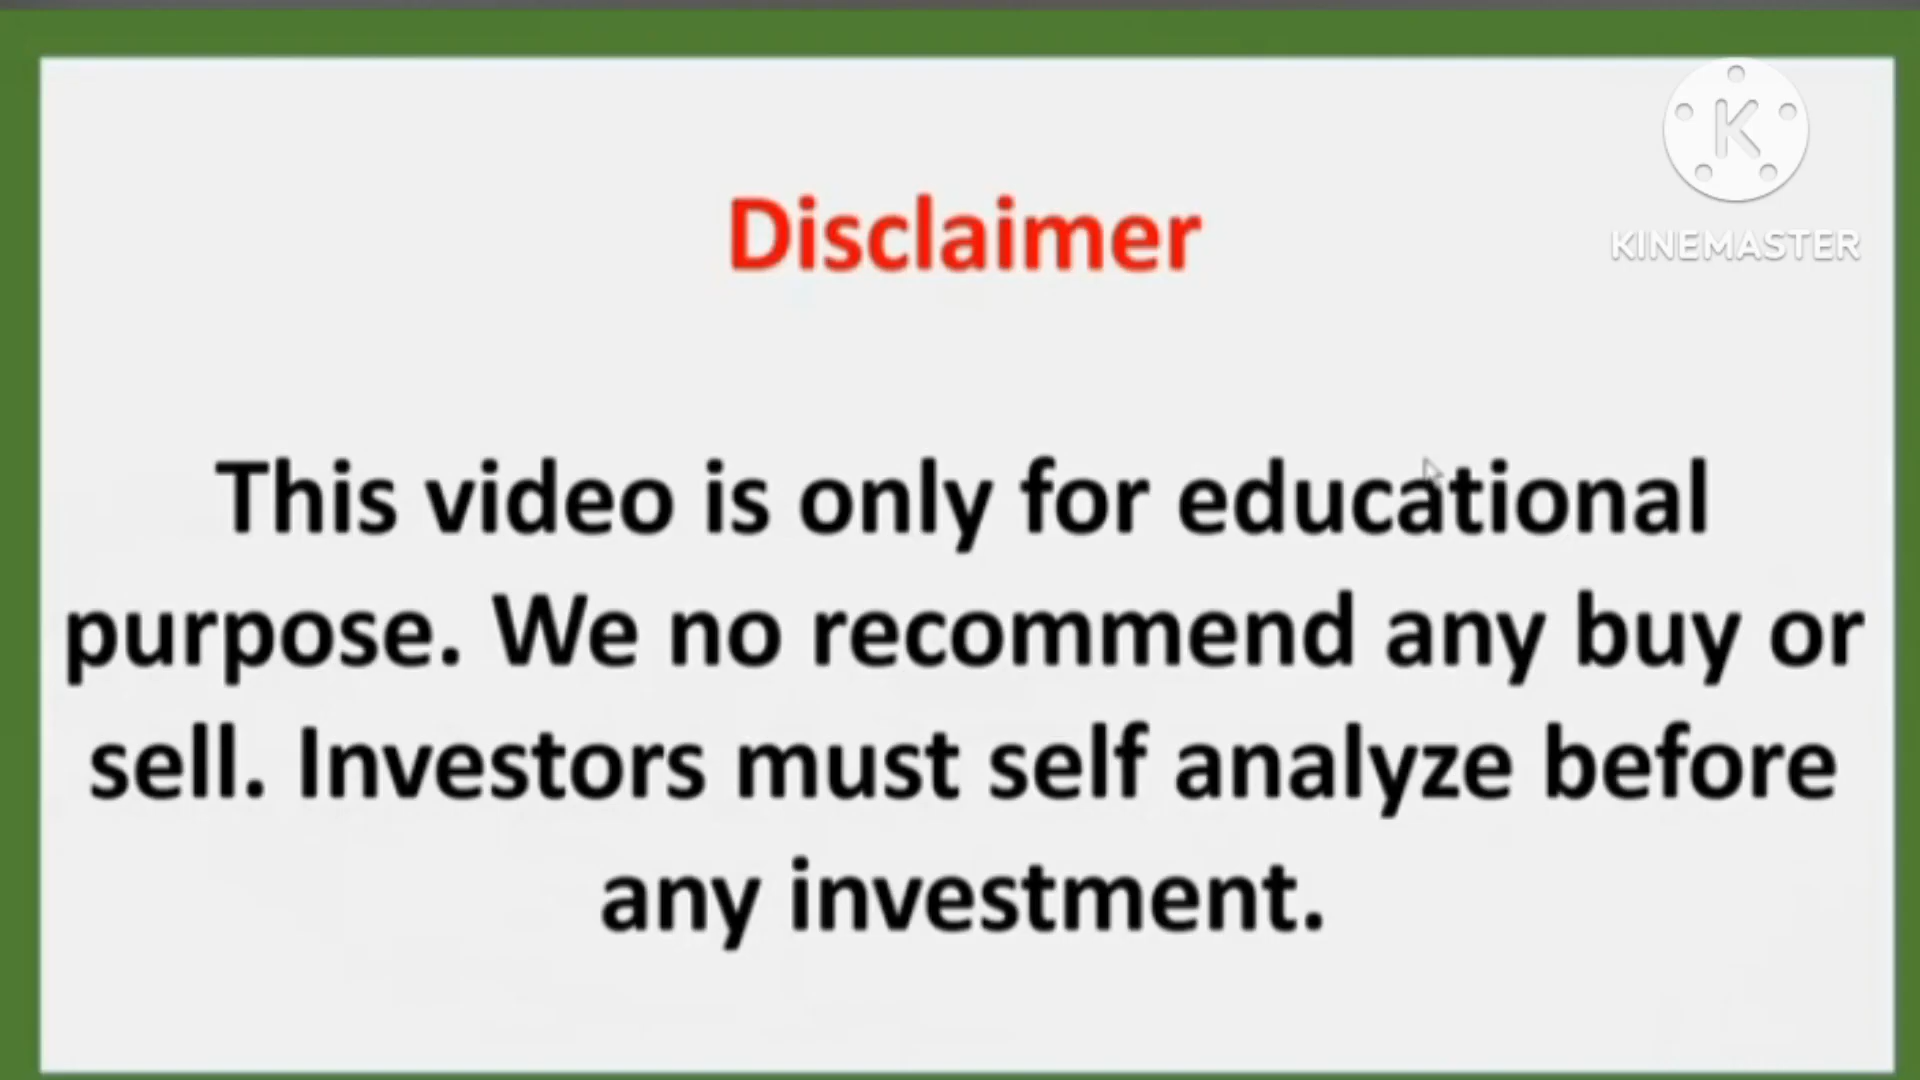 K
KINEMASTER
Disclaimer
This video is only for educational
purpose. We no recommend any buy or
sell. Investors must self analyze before
any investment.